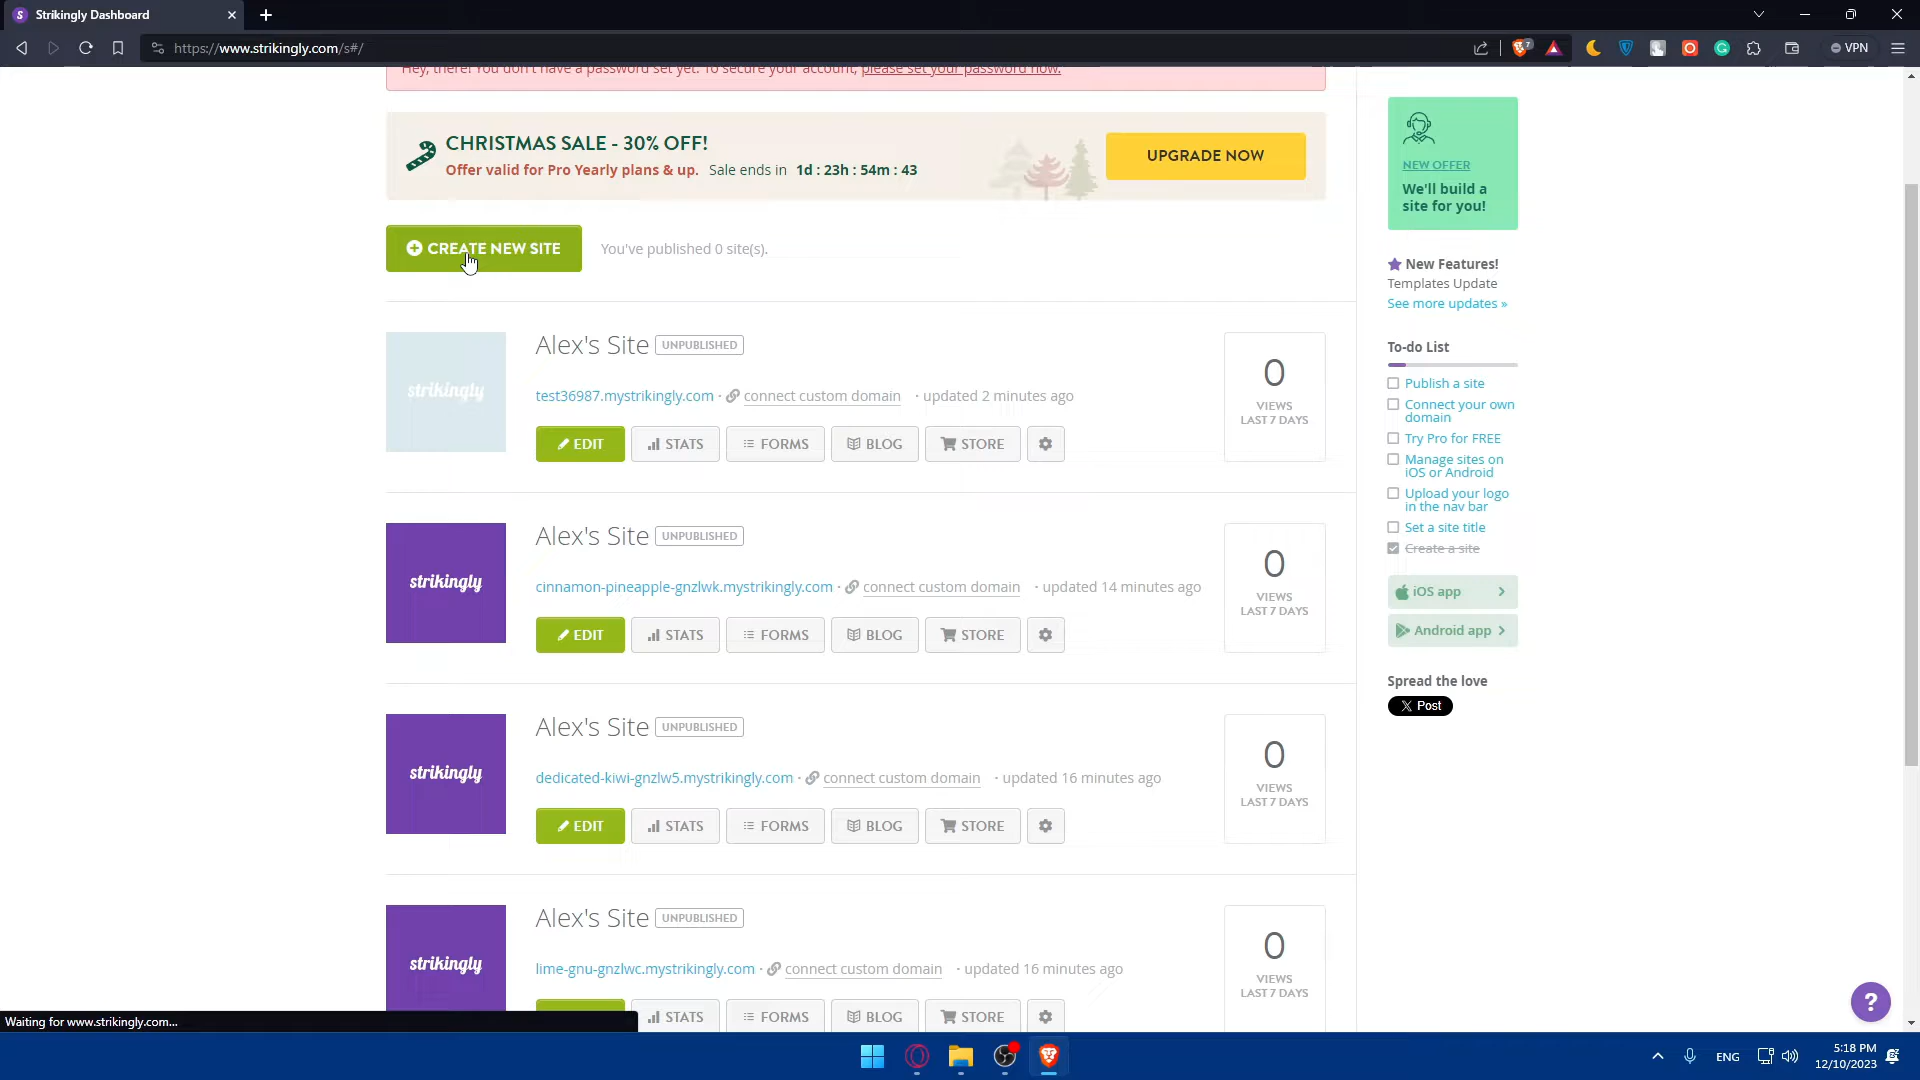 Strikingly Dashboard
https://www.strikingly.com/s#/
7
VPN
Hey, there! You don't have a password set yet. To secure your account, please set your password now.
CHRISTMAS SALE - 30% OFF!
Offer valid for Pro Yearly plans & up. Sale ends in 1d : 23h : 54m : 43
UPGRADE NOW
CREATE NEW SITE
You've published 0 site(s).
Alex's Site UNPUBLISHED
strikingly
test36987.mystrikingly.com · connect custom domain · updated 2 minutes ago
EDIT STATS FORMS BLOG STORE
0
VIEWS
LAST 7 DAYS
Alex's Site UNPUBLISHED
strikingly
cinnamon-pineapple-gnzlwk.mystrikingly.com · connect custom domain · updated 14 minutes ago
EDIT STATS FORMS BLOG STORE
0
VIEWS
LAST 7 DAYS
Alex's Site UNPUBLISHED
strikingly
dedicated-kiwi-gnzlw5.mystrikingly.com · connect custom domain · updated 16 minutes ago
EDIT STATS FORMS BLOG STORE
0
VIEWS
LAST 7 DAYS
Alex's Site UNPUBLISHED
strikingly
lime-gnu-gnzlwc.mystrikingly.com · connect custom domain · updated 16 minutes ago
STATS FORMS BLOG STORE
0
VIEWS
LAST 7 DAYS
NEW OFFER
We'll build a
site for you!
New Features!
Templates Update
See more updates »
To-do List
Publish a site
Connect your own
domain
Try Pro for FREE
Manage sites on
iOS or Android
Upload your logo
in the nav bar
Set a site title
Create a site
iOS app
Android app
Spread the love
X Post
?
Waiting for www.strikingly.com...
ENG
5:18 PM
12/10/2023